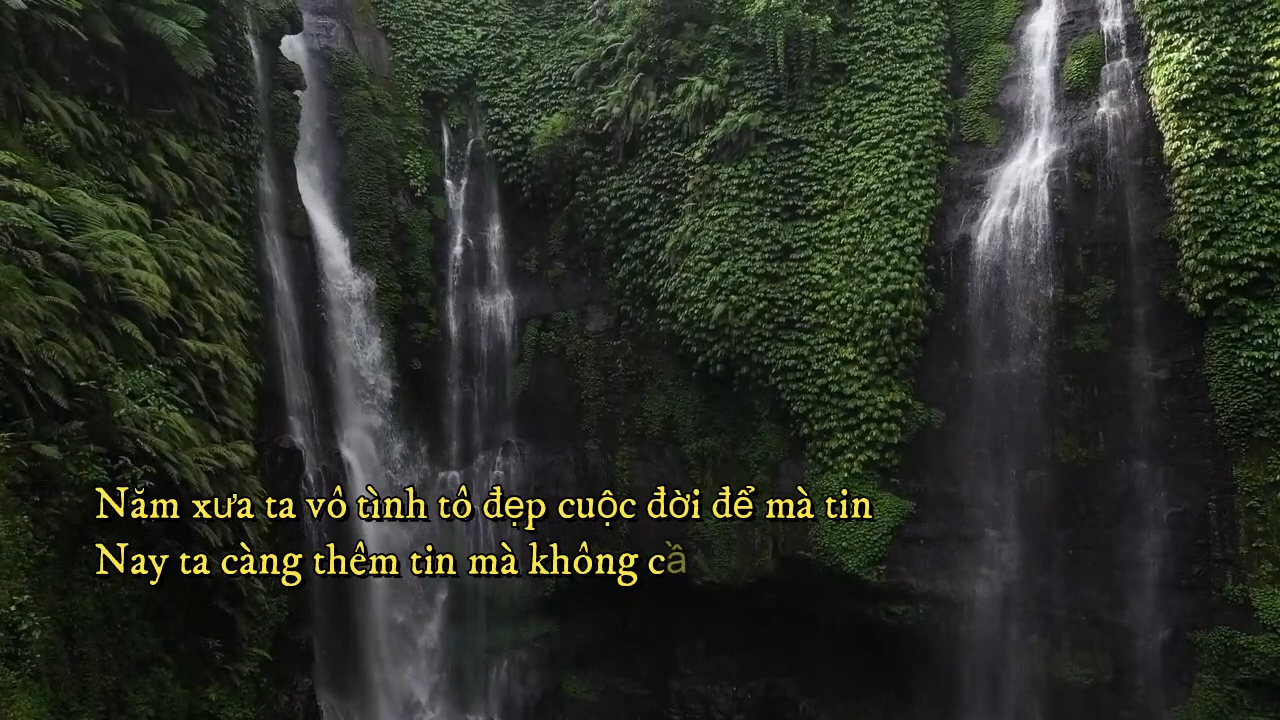 Năm xưa ta vô tình tô đẹp cuộc đời để mà tin
Nay ta càng thêm tin mà không cầ